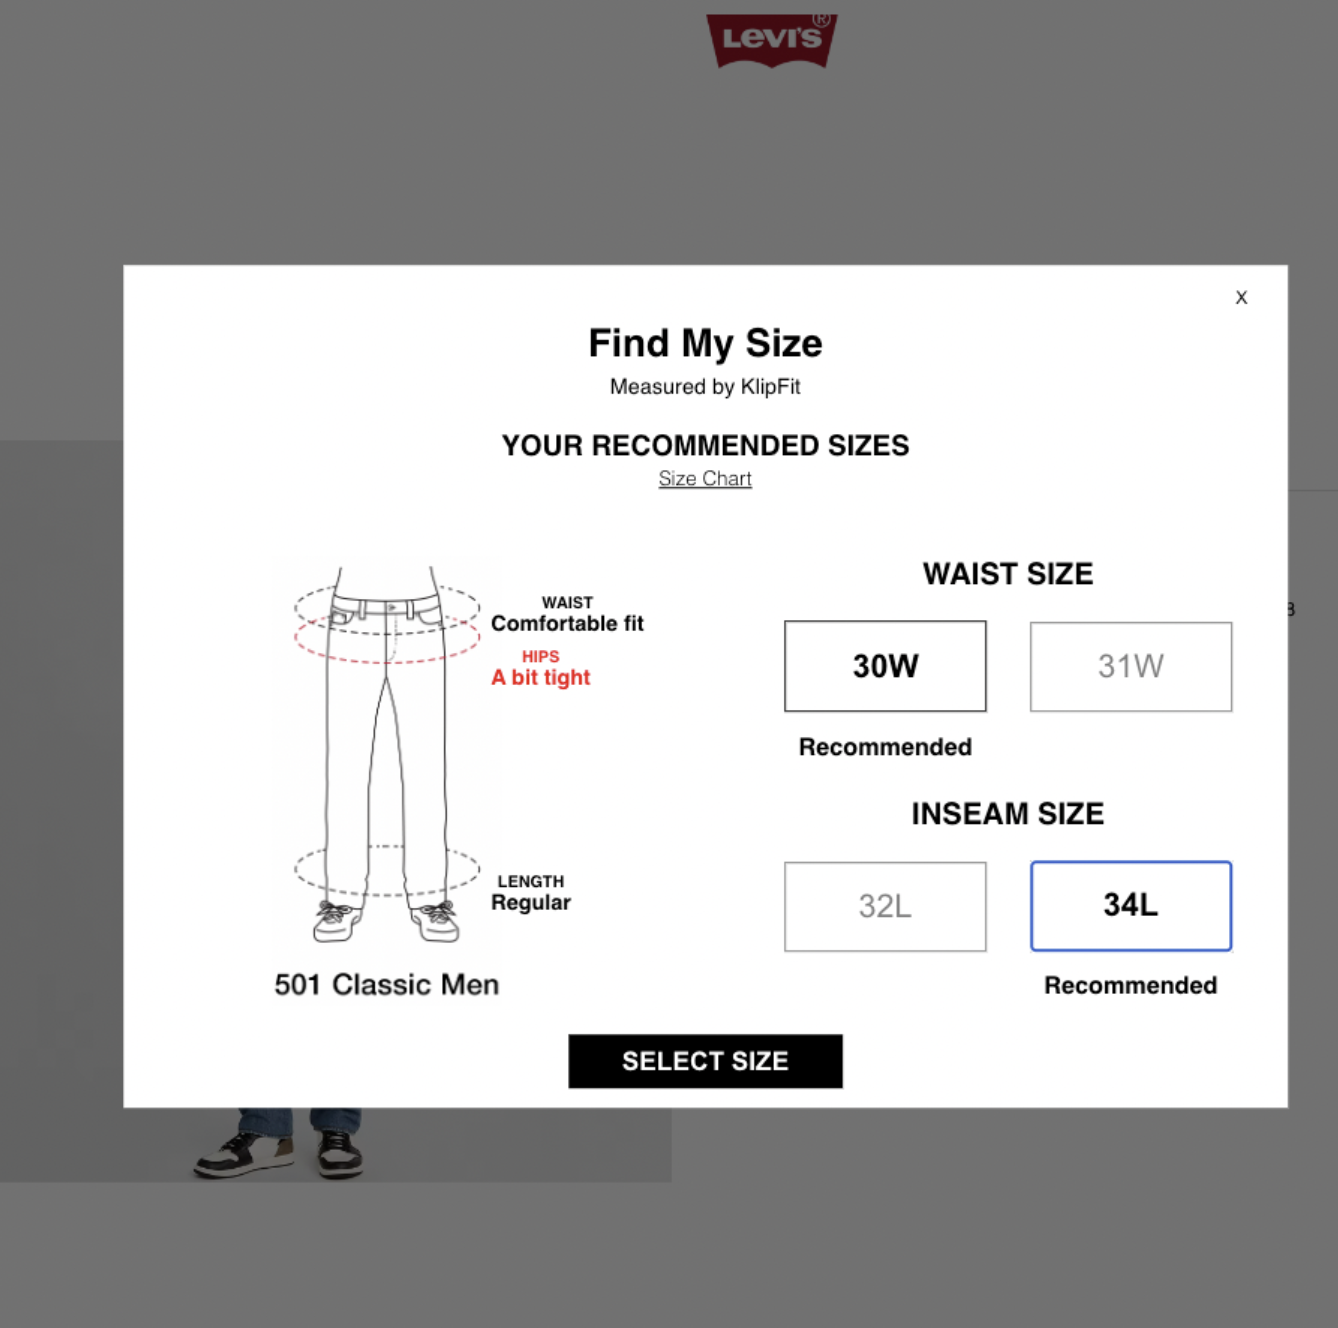 LEVI'S®
X
Find My Size
Measured by KlipFit
YOUR RECOMMENDED SIZES
Size Chart
WAIST
Comfortable fit
HIPS
A bit tight
LENGTH
Regular
501 Classic Men
WAIST SIZE
30W
31W
Recommended
INSEAM SIZE
32L
34L
Recommended
SELECT SIZE